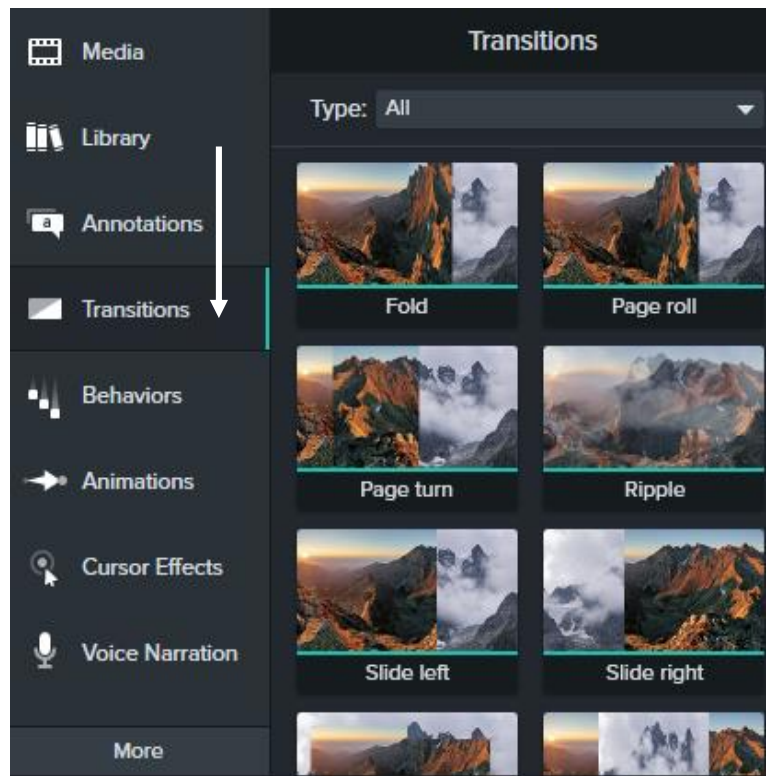 Media
Library
a
Annotations
Transitions
Behaviors
Animations
Cursor Effects
Voice Narration
More
Transitions
Type: All
Fold
Page roll
Page turn
Ripple
Slide left
Slide right